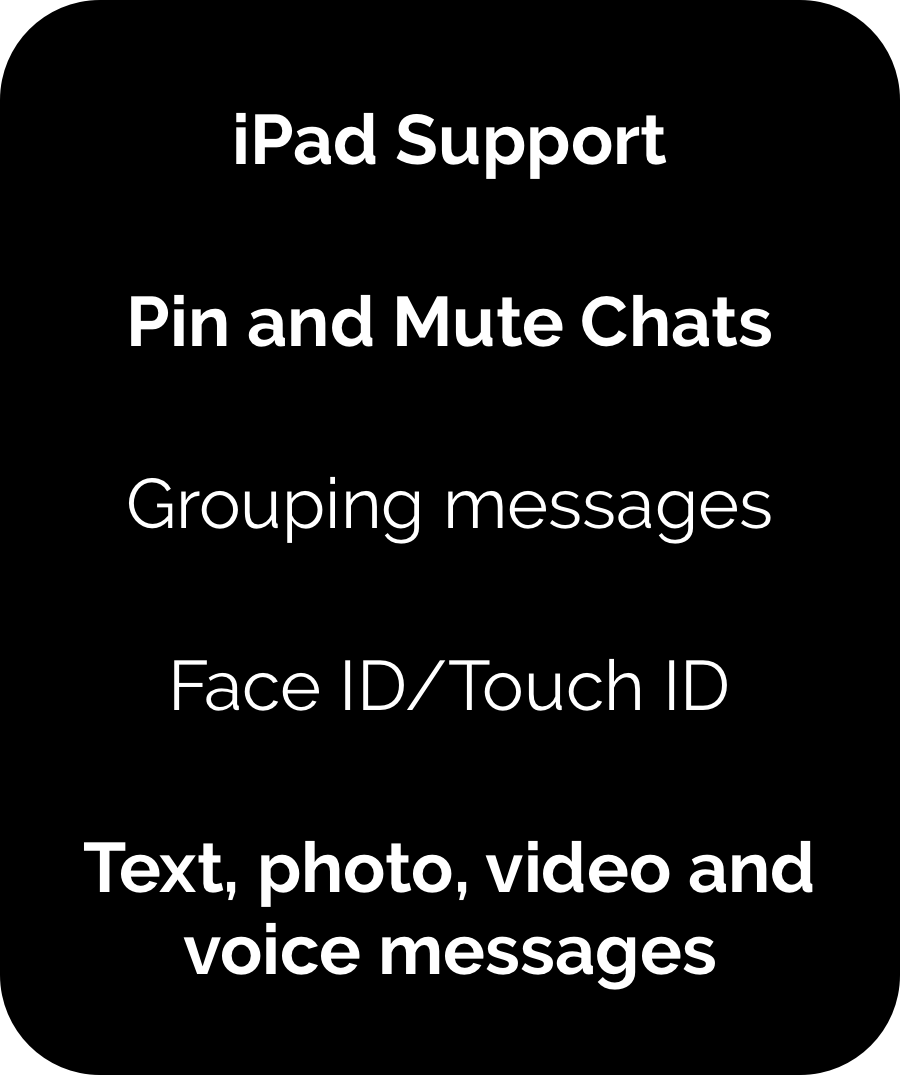 iPad Support
Pin and Mute Chats
Grouping messages
Face ID/Touch ID
Text, photo, video and
voice messages